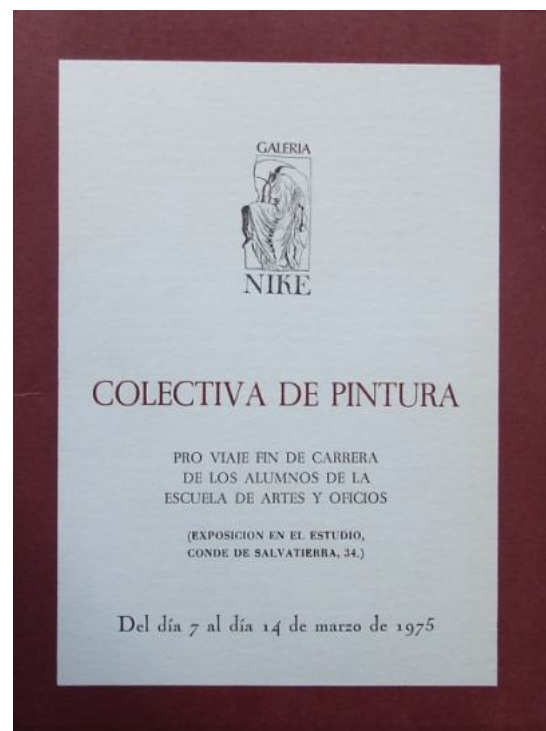 GALERIA
NIKE
COLECTIVA DE PINTURA
PRO VIAJE FIN DE CARRERA
DE LOS ALUMNOS DE LA
ESCUELA DE ARTES Y OFICIOS
(EXPOSICION EN EL ESTUDIO,
CONDE DE SALVATIERRA, 34.)
Del día 7 al día 14 de marzo de 1975